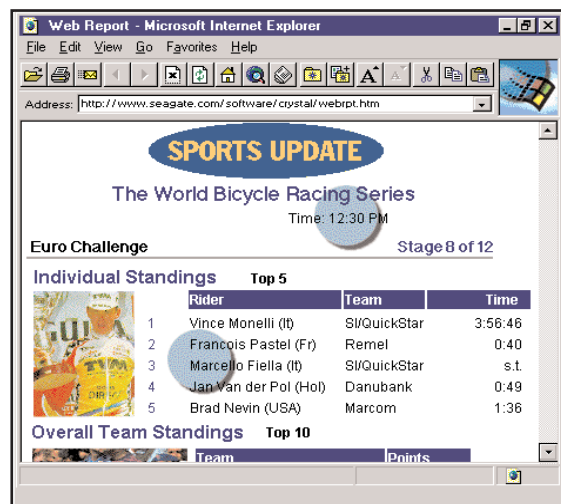 Web Report - Microsoft Internet Explorer
File Edit View Go Favorites Help
Address: http://www.seagate.com/software/crystal/webrpt.htm
SPORTS UPDATE
The World Bicycle Racing Series
Time: 12:30 PM
Euro Challenge Stage 8 of 12
Individual Standings Top 5
Rider Team Time
1 Vince Monelli (It) SI/QuickStar 3:56:46
2 Francois Pastel (Fr) Remel 0:40
3 Marcello Fiella (It) SI/QuickStar s.t.
4 Jan Van der Pol (Hol) Danubank 0:49
5 Brad Nevin (USA) Marcom 1:36
Overall Team Standings Top 10
Team Points